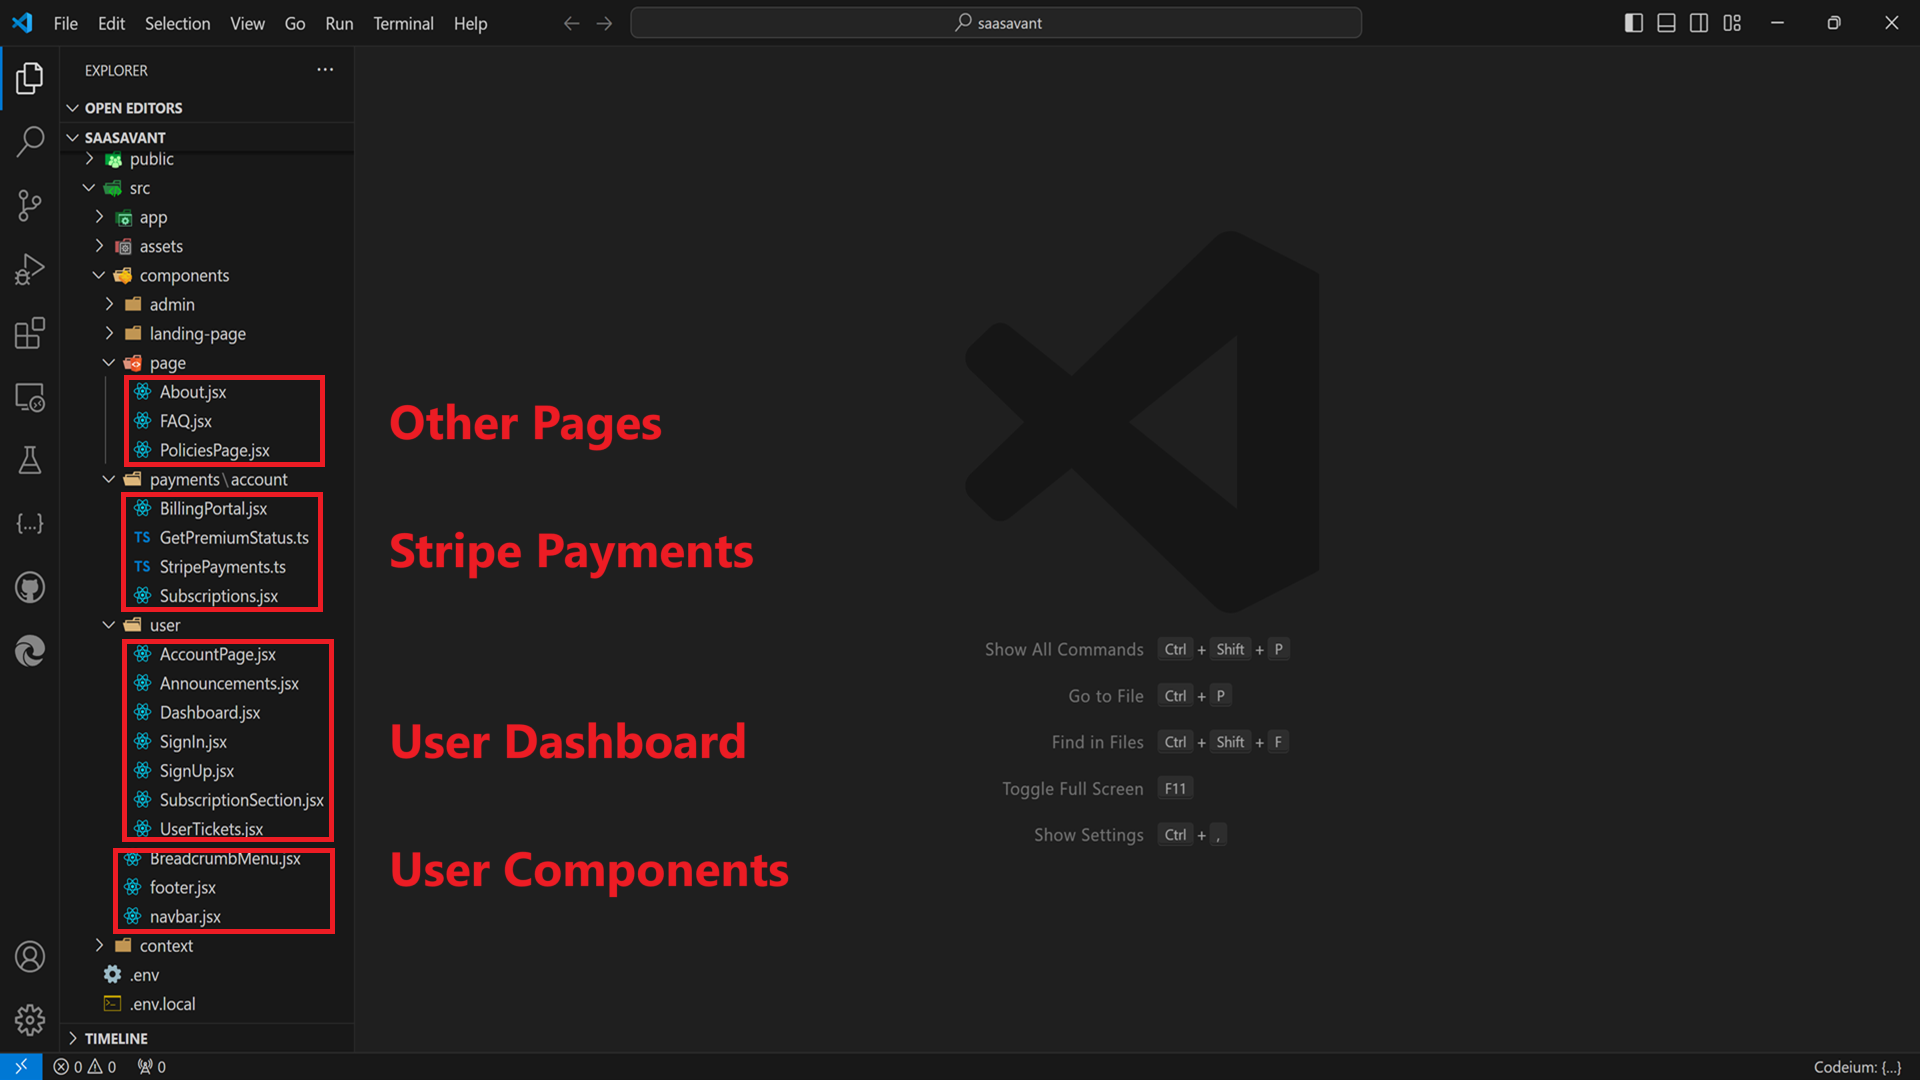 File Edit Selection View Go Run Terminal Help
saasavant
EXPLORER
OPEN EDITORS
SAASAVANT
public
src
app
assets
components
admin
landing-page
page
About.jsx
FAQ.jsx
PoliciesPage.jsx
payments\account
BillingPortal.jsx
TS GetPremiumStatus.ts
TS StripePayments.ts
Subscriptions.jsx
user
AccountPage.jsx
Announcements.jsx
Dashboard.jsx
SignIn.jsx
SignUp.jsx
SubscriptionSection.jsx
UserTickets.jsx
BreadcrumbMenu.jsx
footer.jsx
navbar.jsx
context
.env
.env.local
TIMELINE
Other Pages
Stripe Payments
User Dashboard
User Components
Show All Commands Ctrl + Shift + P
Go to File Ctrl + P
Find in Files Ctrl + Shift + F
Toggle Full Screen F11
Show Settings Ctrl + ,
0 0 0
Codeium: {...}